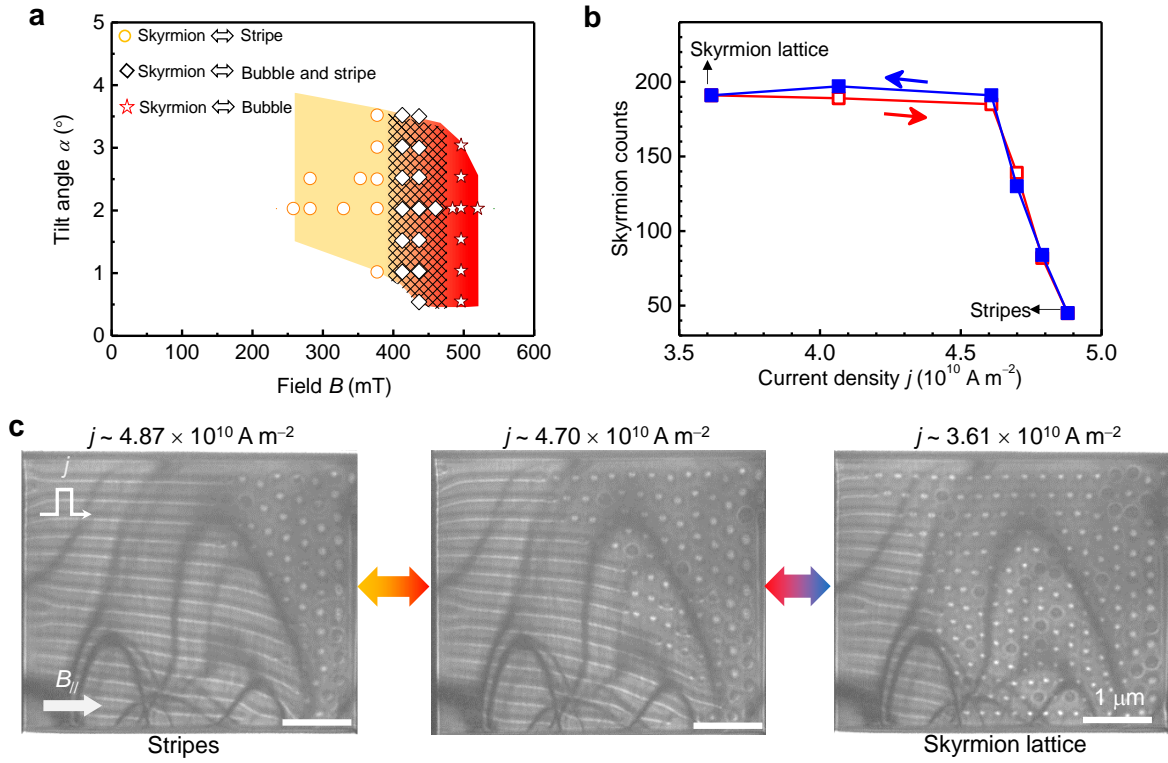 a
Skyrmion ⇔ Stripe
Skyrmion ⇔ Bubble and stripe
Skyrmion ⇔ Bubble
Tilt angle α (°)
5
4
3
2
1
0
0 100 200 300 400 500 600
Field B (mT)
b
Skyrmion lattice
Skyrmion counts
200
150
100
50
Stripes
3.5 4.0 4.5 5.0
Current density j (10¹⁰ A m⁻²)
c
j ~ 4.87 × 10¹⁰ A m⁻²
j ~ 4.70 × 10¹⁰ A m⁻²
j ~ 3.61 × 10¹⁰ A m⁻²
j
B//
1 μm
Stripes
Skyrmion lattice